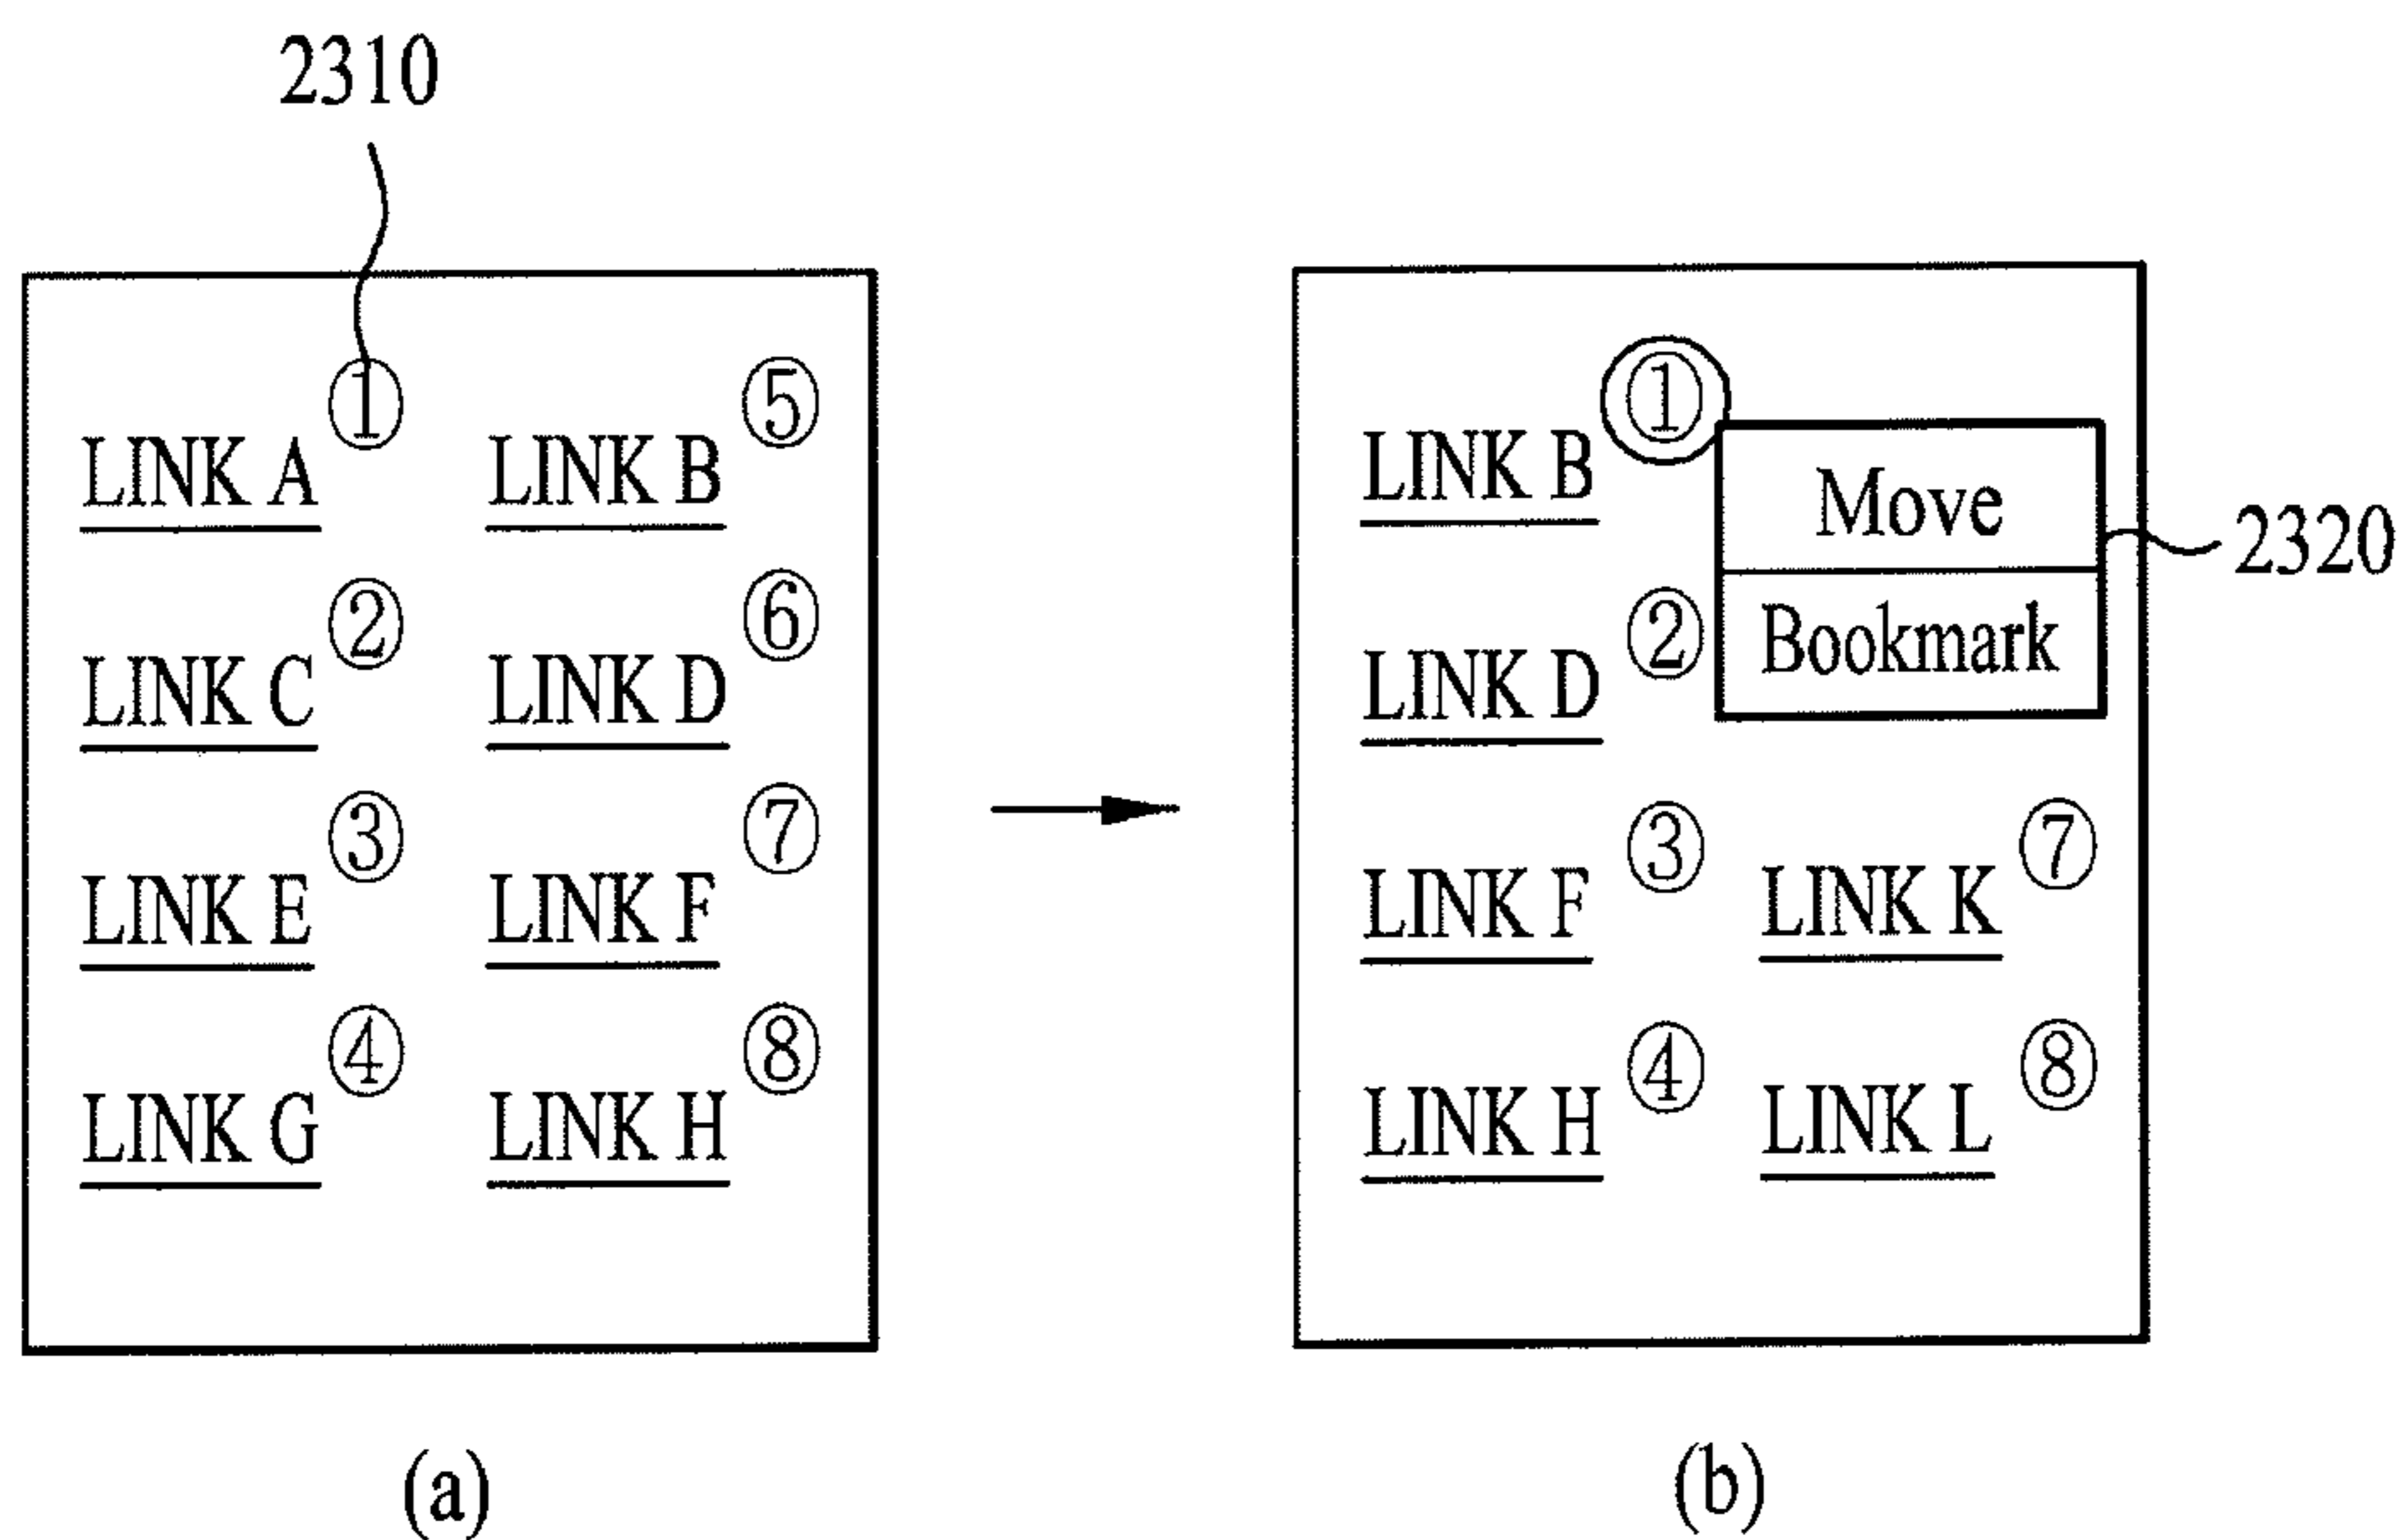 2310
① ⑤
LINK A LINK B
② ⑥
LINK C LINK D
③ ⑦
LINK E LINK F
④ ⑧
LINK G LINK H
(a)
①
LINK B
Move
2320
②
Bookmark
LINK D
③ ⑦
LINK F LINK K
④ ⑧
LINK H LINK L
(b)